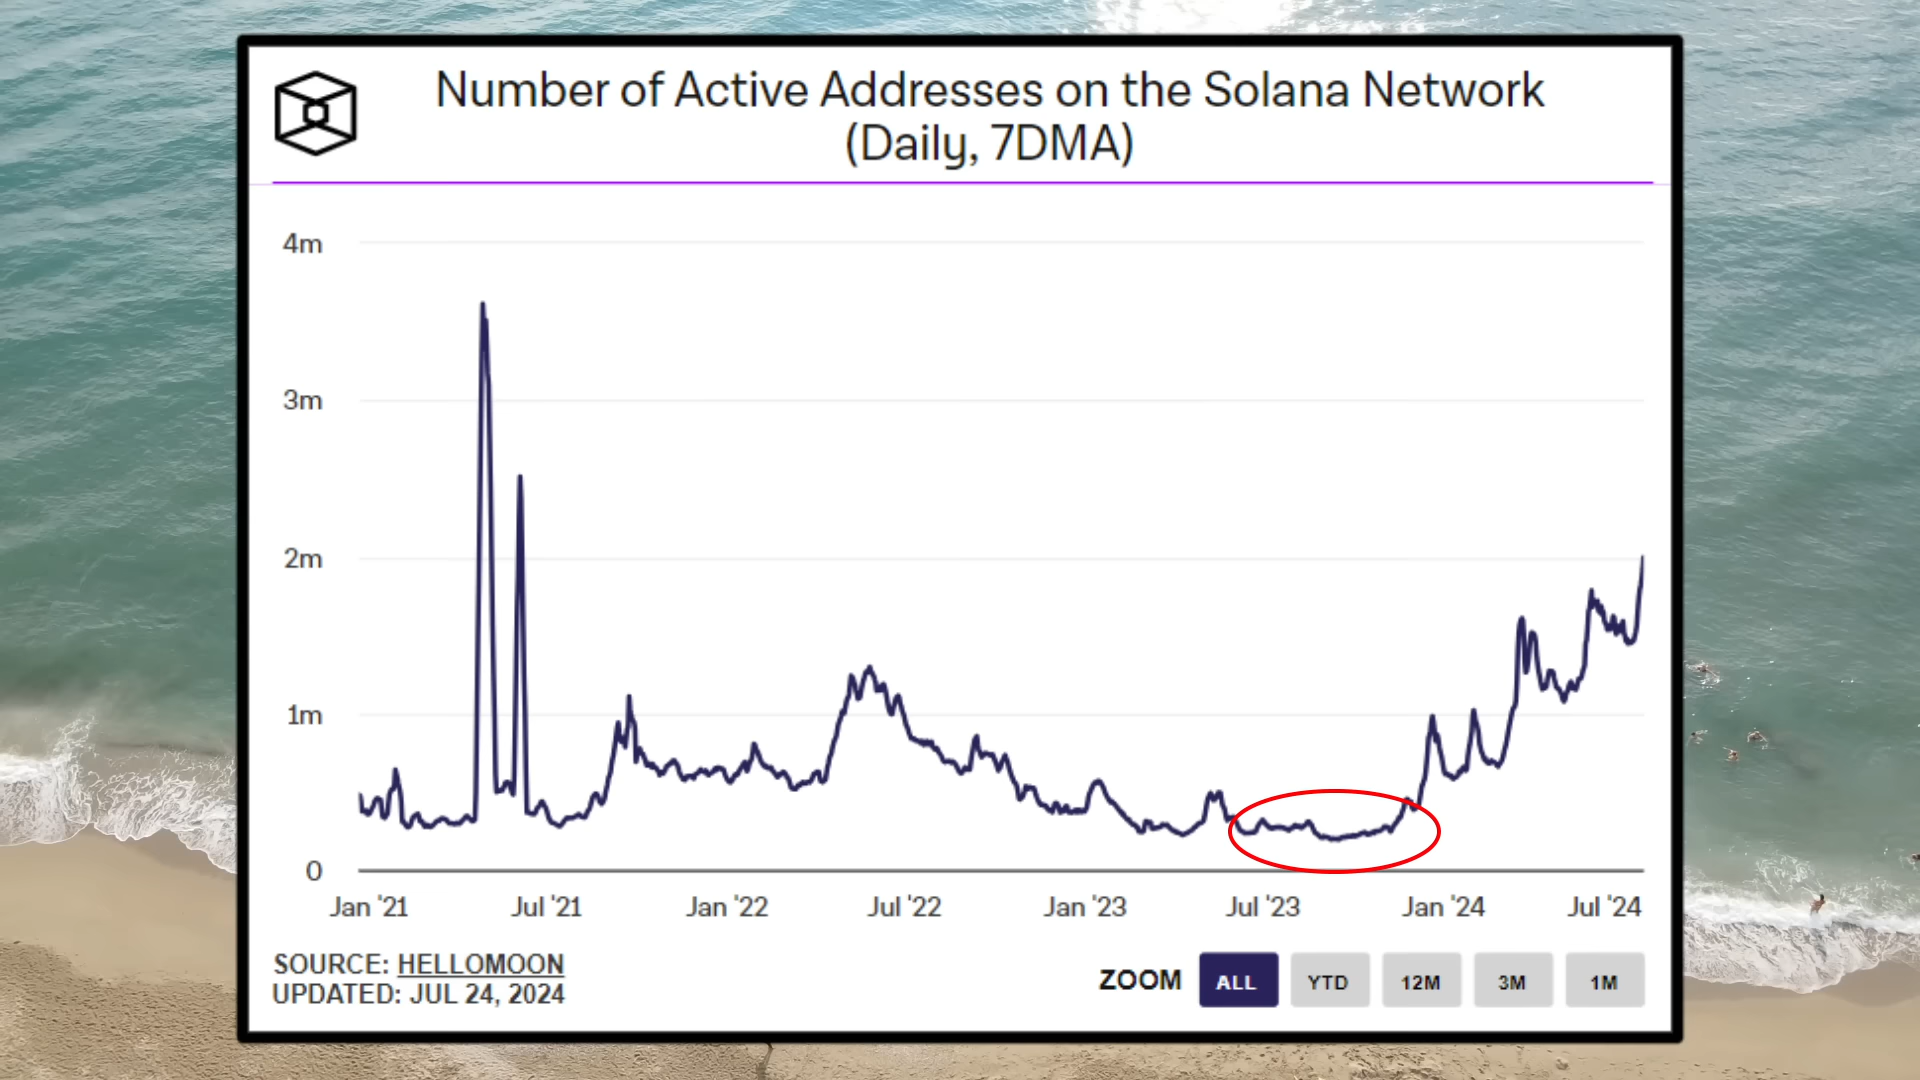 Number of Active Addresses on the Solana Network
(Daily, 7DMA)
4m
3m
2m
1m
0
Jan '21
Jul '21
Jan '22
Jul '22
Jan '23
Jul '23
Jan '24
Jul '24
SOURCE: HELLOMOON
UPDATED: JUL 24, 2024
ZOOM ALL YTD 12M 3M 1M